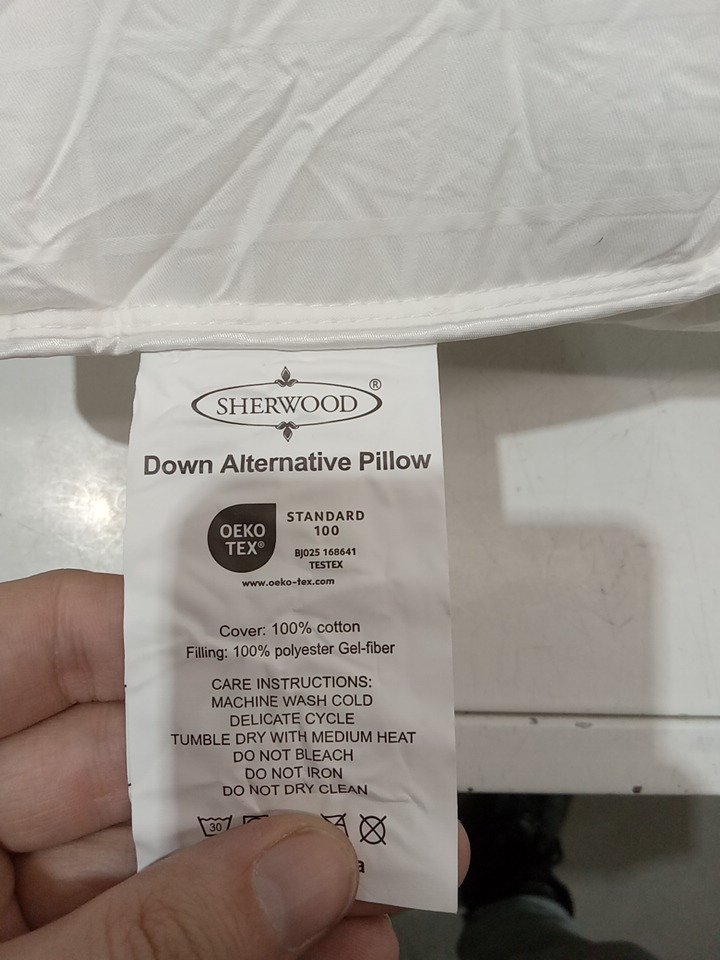 SHERWOOD®
Down Alternative Pillow
OEKO
TEX®
STANDARD
100
BJ025 168641
TESTEX
www.oeko-tex.com
Cover: 100% cotton
Filling: 100% polyester Gel-fiber
CARE INSTRUCTIONS:
MACHINE WASH COLD
DELICATE CYCLE
TUMBLE DRY WITH MEDIUM HEAT
DO NOT BLEACH
DO NOT IRON
DO NOT DRY CLEAN
30